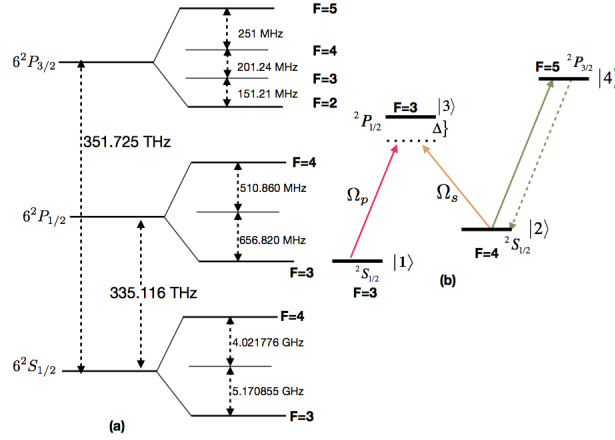 F=5
251 MHz
F=4
6²P₃/₂
201.24 MHz
F=3
151.21 MHz
F=2
351.725 THz
F=4
510.860 MHz
6²P₁/₂
656.820 MHz
F=3
335.116 THz
F=4
4.021776 GHz
6²S₁/₂
5.170855 GHz
F=3
(a)
F=5 ²P₃/₂ |4⟩
F=3 |3⟩
²P₁/₂ Δ}
Ωₚ Ωₛ
|2⟩
F=4 ²S₁/₂
|1⟩
²S₁/₂
F=3
(b)